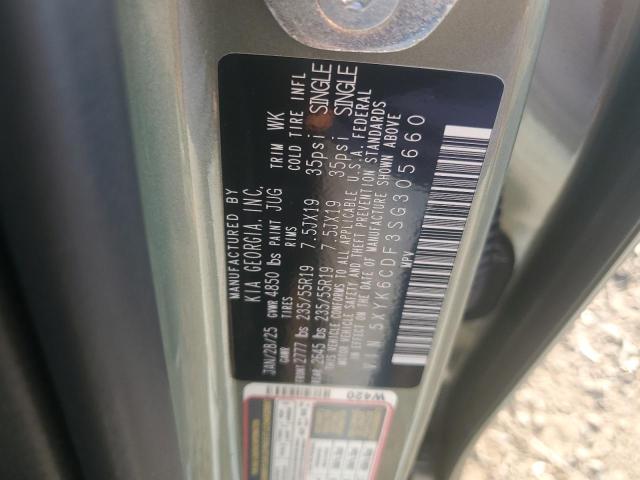 MANUFACTURED BY
KIA GEORGIA, INC.
JAN/28/25 GVWR 4850 lbs PAINT JUG TRIM WK
GAWR TIRES RIMS COLD TIRE INFL
FRONT 2777 lbs 235/55R19 7.5JX19 35psi SINGLE
REAR 2645 lbs 235/55R19 7.5JX19 35psi SINGLE
THIS VEHICLE CONFORMS TO ALL APPLICABLE U.S.A. FEDERAL
MOTOR VEHICLE SAFETY AND THEFT PREVENTION STANDARDS
IN EFFECT ON THE DATE OF MANUFACTURE SHOWN ABOVE
VIN 5XYK6CDF3SG305660
MPV
W420